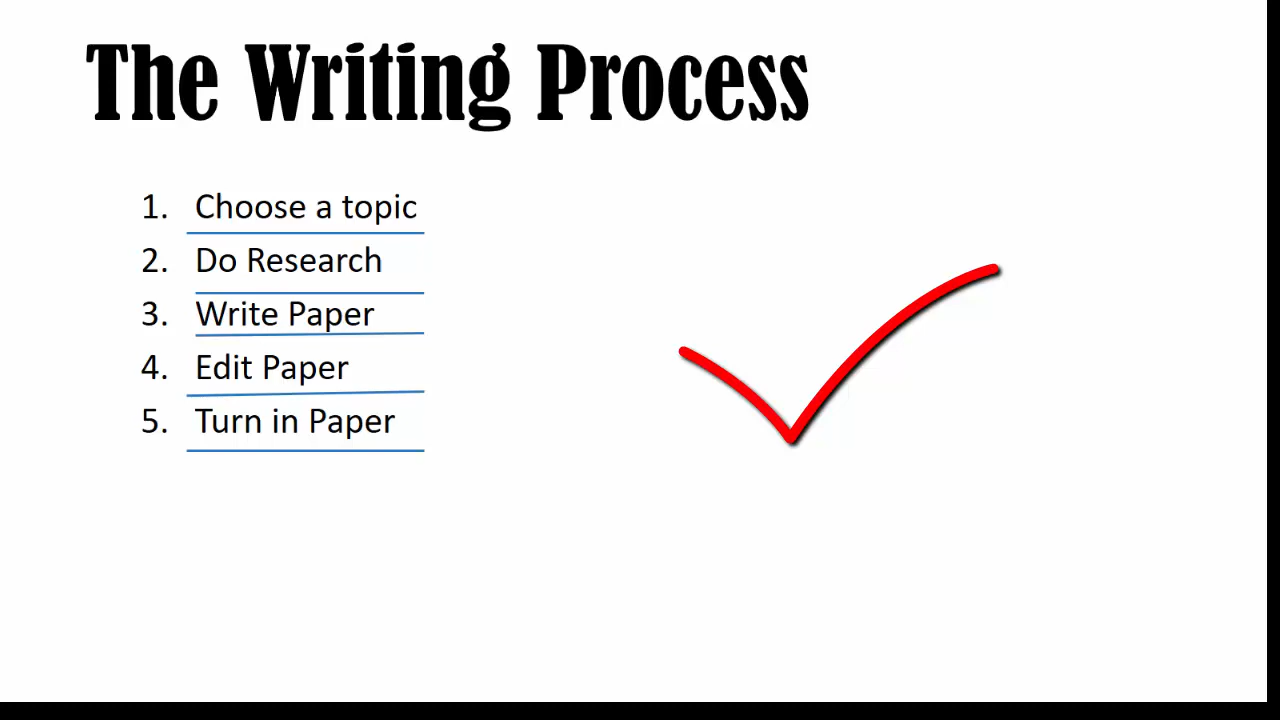 The Writing Process
1. Choose a topic
2. Do Research
3. Write Paper
4. Edit Paper
5. Turn in Paper